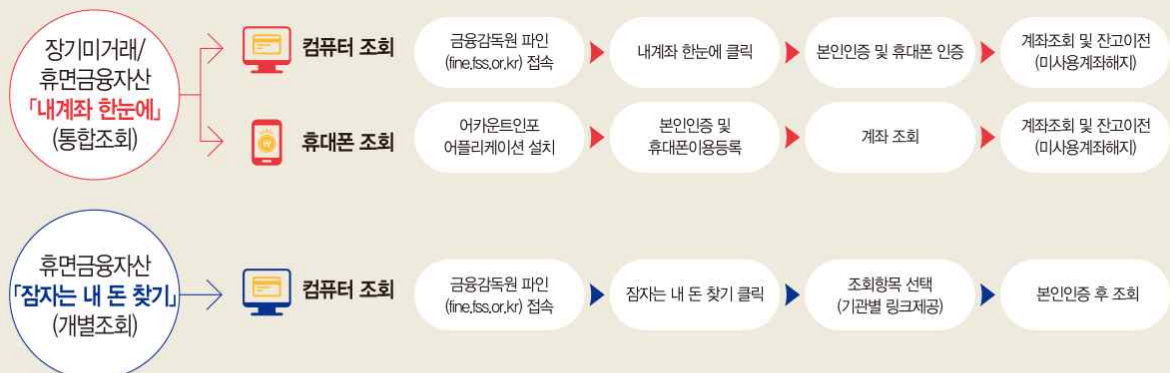 장기미거래/
휴면금융자산
「내계좌 한눈에」
(통합조회)
컴퓨터 조회
금융감독원 파인
(fine.fss.or.kr) 접속
내계좌 한눈에 클릭
본인인증 및 휴대폰 인증
계좌조회 및 잔고이전
(미사용계좌해지)
휴대폰 조회
어카운트인포
어플리케이션 설치
본인인증 및
휴대폰이용등록
계좌 조회
계좌조회 및 잔고이전
(미사용계좌해지)
휴면금융자산
「잠자는 내 돈 찾기」
(개별조회)
컴퓨터 조회
금융감독원 파인
(fine.fss.or.kr) 접속
잠자는 내 돈 찾기 클릭
조회항목 선택
(기관별 링크제공)
본인인증 후 조회